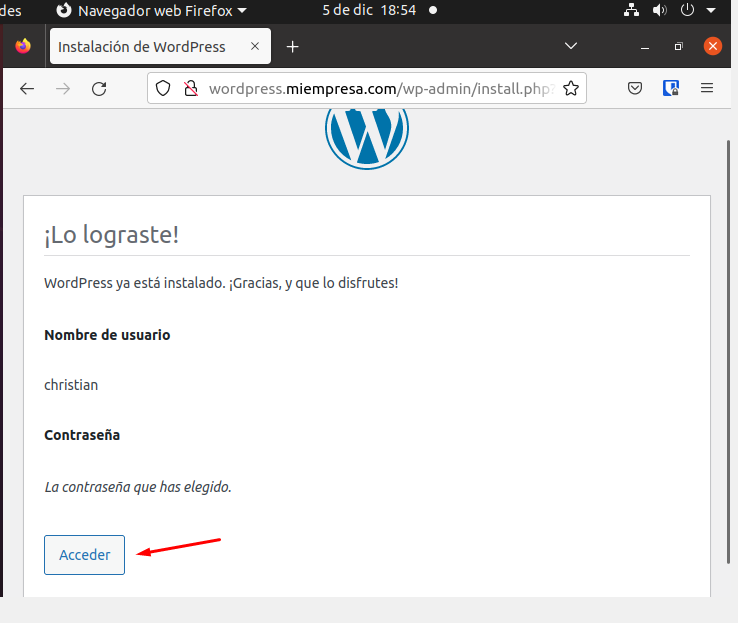 des Navegador web Firefox 5 de dic 18:54
Instalación de WordPress
wordpress.miempresa.com/wp-admin/install.php?
¡Lo lograste!
WordPress ya está instalado. ¡Gracias, y que lo disfrutes!
Nombre de usuario
christian
Contraseña
La contraseña que has elegido.
Acceder